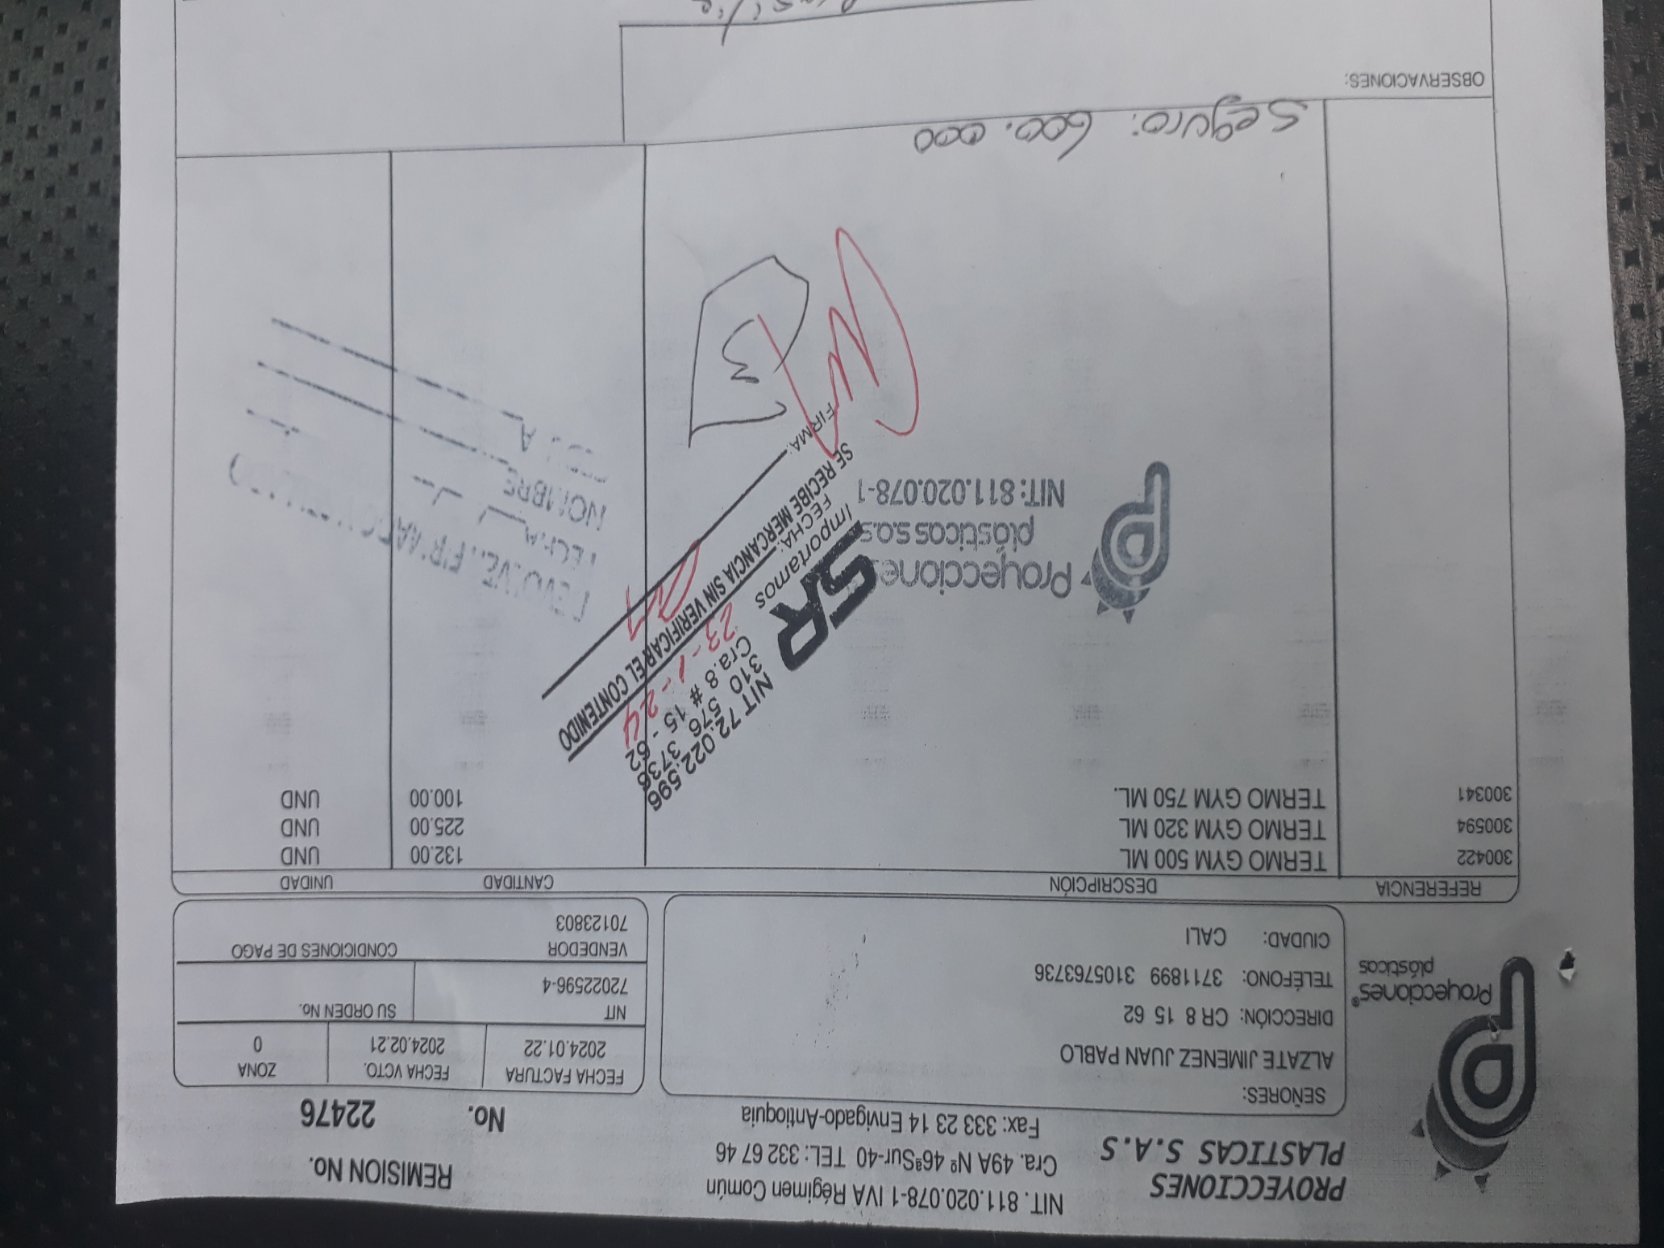 PROYECCIONES
PLASTICAS S.A.S
NIT. 811.020.078-1 IVA Régimen Común
Cra. 49A Nº 46ªSur-40 TEL: 332 67 46
Fax: 333 23 14 Envigado-Antioquia
REMISION No.
No. 22476
Proyecciones®
plásticos
SEÑORES:
ALZATE JIMENEZ JUAN PABLO
DIRECCIÓN: CR 8 15 62
TELÉFONO: 3711899 3105763736
CIUDAD: CALI
FECHA FACTURA FECHA VCTO. ZONA
2024.01.22 2024.02.21 0
NIT SU ORDEN No.
72022596-4
VENDEDOR CONDICIONES DE PAGO
70123803
REFERENCIA DESCRIPCIÓN CANTIDAD UNIDAD
300422 TERMO GYM 500 ML 132.00 UND
300594 TERMO GYM 320 ML 225.00 UND
300341 TERMO GYM 750 ML. 100.00 UND
SR
Importamos
NIT 72.022.596
310 576 3736
Cra. 8 # 15 - 62
FECHA: 23-1-24
SE RECIBE MERCANCIA SIN VERIFICAR EL CONTENIDO
FIRMA:
Proyecciones
plásticos s.a.s
NIT: 811.020.078-1
NOMBRE
3
Seguro: 600.000
OBSERVACIONES: